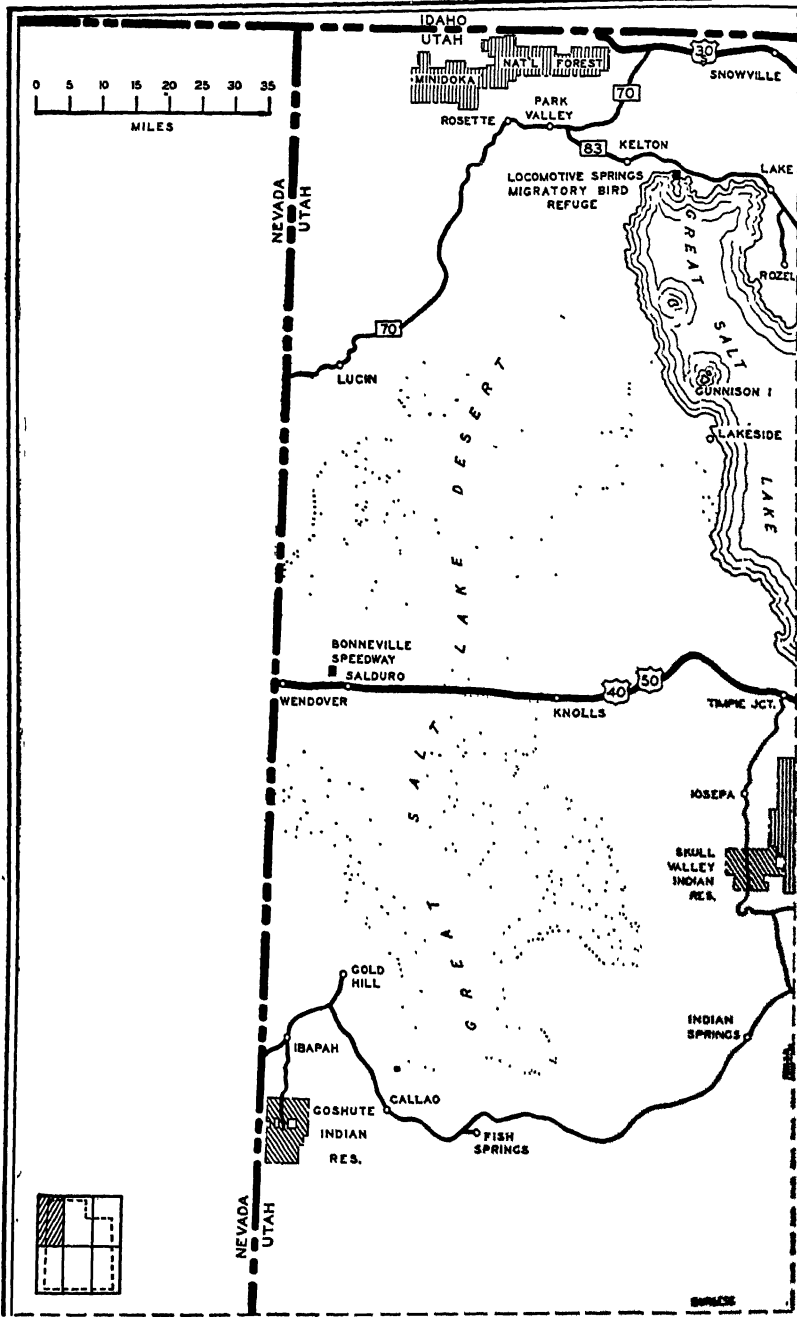 IDAHO
UTAH
30
SNOWVILLE
NAT'L FOREST
MINIDOKA
0 5 10 15 20 25 30 35
MILES
70
PARK
VALLEY
ROSETTE
83
KELTON
LOCOMOTIVE SPRINGS
MIGRATORY BIRD
REFUGE
LAKE
NEVADA
UTAH
GREAT
SALT
LAKE
ROZEL
70
LUCIN
GUNNISON I
LAKESIDE
GREAT
SALT
LAKE
DESERT
BONNEVILLE
SPEEDWAY
SALDURO
WENDOVER
KNOLLS
40
50
TIMPIE JCT.
IOSEPA
SKULL
VALLEY
INDIAN
RES.
GOLD
HILL
IBAPAH
INDIAN
SPRINGS
CALLAO
GOSHUTE
INDIAN
RES.
FISH
SPRINGS
NEVADA
UTAH
BURGESS